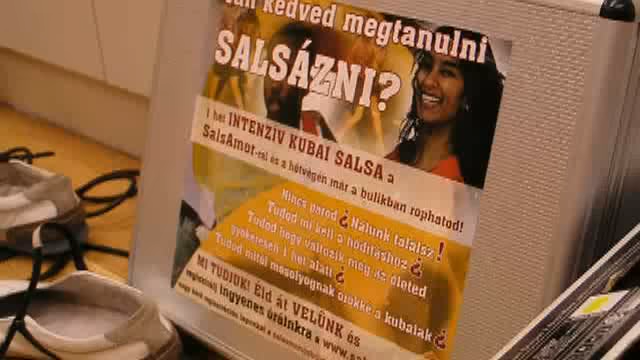 kedved megtanulni
SALSÁZNI?
1 hét INTENZÍV KUBAI SALSA a
SalsAmor-ral és a hétvégén már a bulikban rophatod!
Nincs párod ¿ Nálunk találsz!
Tudod mi kell a hódításhoz ¿
Tudod hogy változik meg az életed
gyökeresen 1 hét alatt ¿
Tudod mitől mosolyognak örökké a kubaiak ¿
MI TUDJUK! Éld át VELÜNK és
ingyenes óráinkra a www.